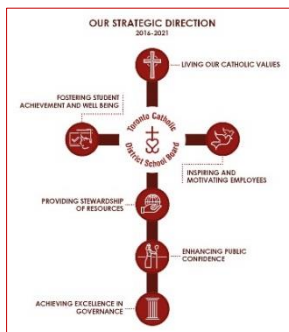 OUR STRATEGIC DIRECTION
2016-2021
LIVING OUR CATHOLIC VALUES
FOSTERING STUDENT
ACHIEVEMENT AND WELL BEING
Toronto Catholic
District School Board
INSPIRING AND
MOTIVATING EMPLOYEES
PROVIDING STEWARDSHIP
OF RESOURCES
ENHANCING PUBLIC
CONFIDENCE
ACHIEVING EXCELLENCE IN
GOVERNANCE